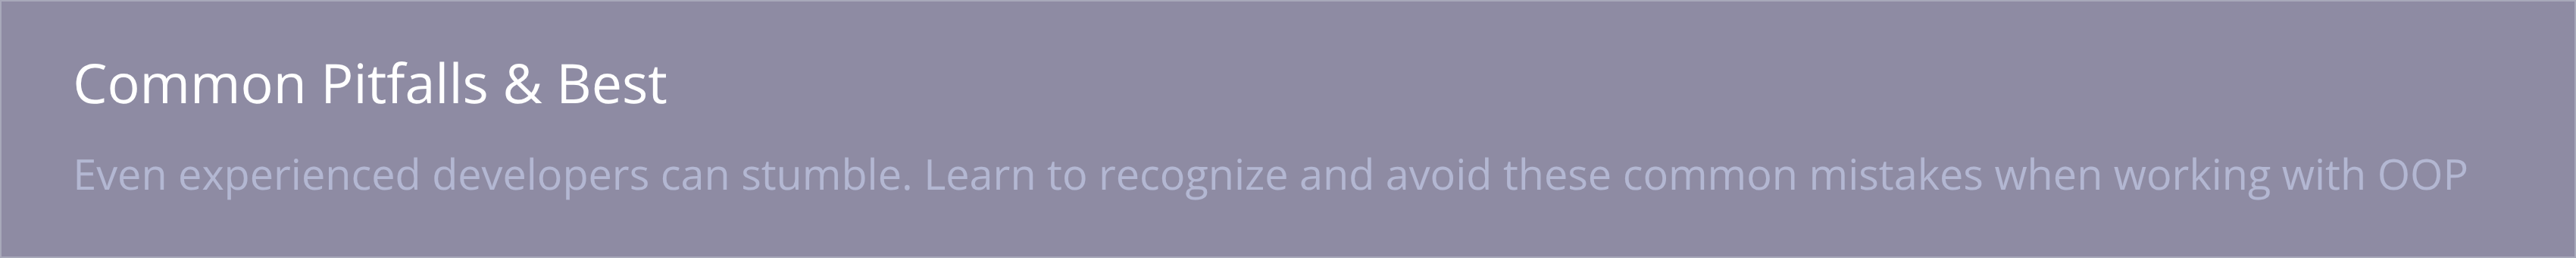 Common Pitfalls & Best
Even experienced developers can stumble. Learn to recognize and avoid these common mistakes when working with OOP